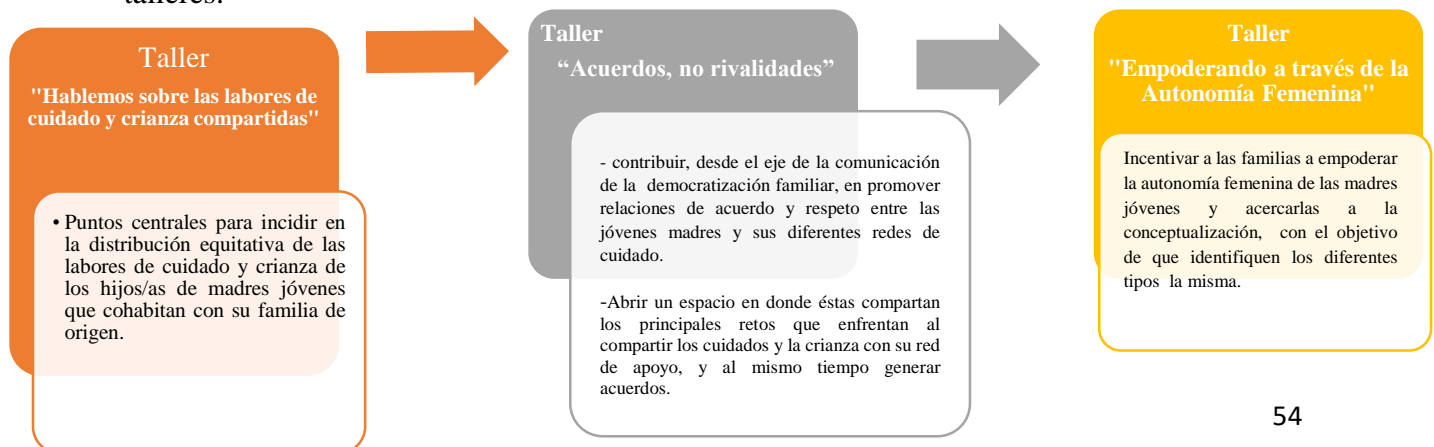 talleres.
Taller
"Hablemos sobre las labores de
cuidado y crianza compartidas"
• Puntos centrales para incidir en
la distribución equitativa de las
labores de cuidado y crianza de
los hijos/as de madres jóvenes
que cohabitan con su familia de
origen.
Taller
“Acuerdos, no rivalidades”
- contribuir, desde el eje de la comunicación
de la democratización familiar, en promover
relaciones de acuerdo y respeto entre las
jóvenes madres y sus diferentes redes de
cuidado.
-Abrir un espacio en donde éstas compartan
los principales retos que enfrentan al
compartir los cuidados y la crianza con su red
de apoyo, y al mismo tiempo generar
acuerdos.
Taller
"Empoderando a través de la
Autonomía Femenina"
Incentivar a las familias a empoderar
la autonomía femenina de las madres
jóvenes y acercarlas a la
conceptualización, con el objetivo
de que identifiquen los diferentes
tipos la misma.
54